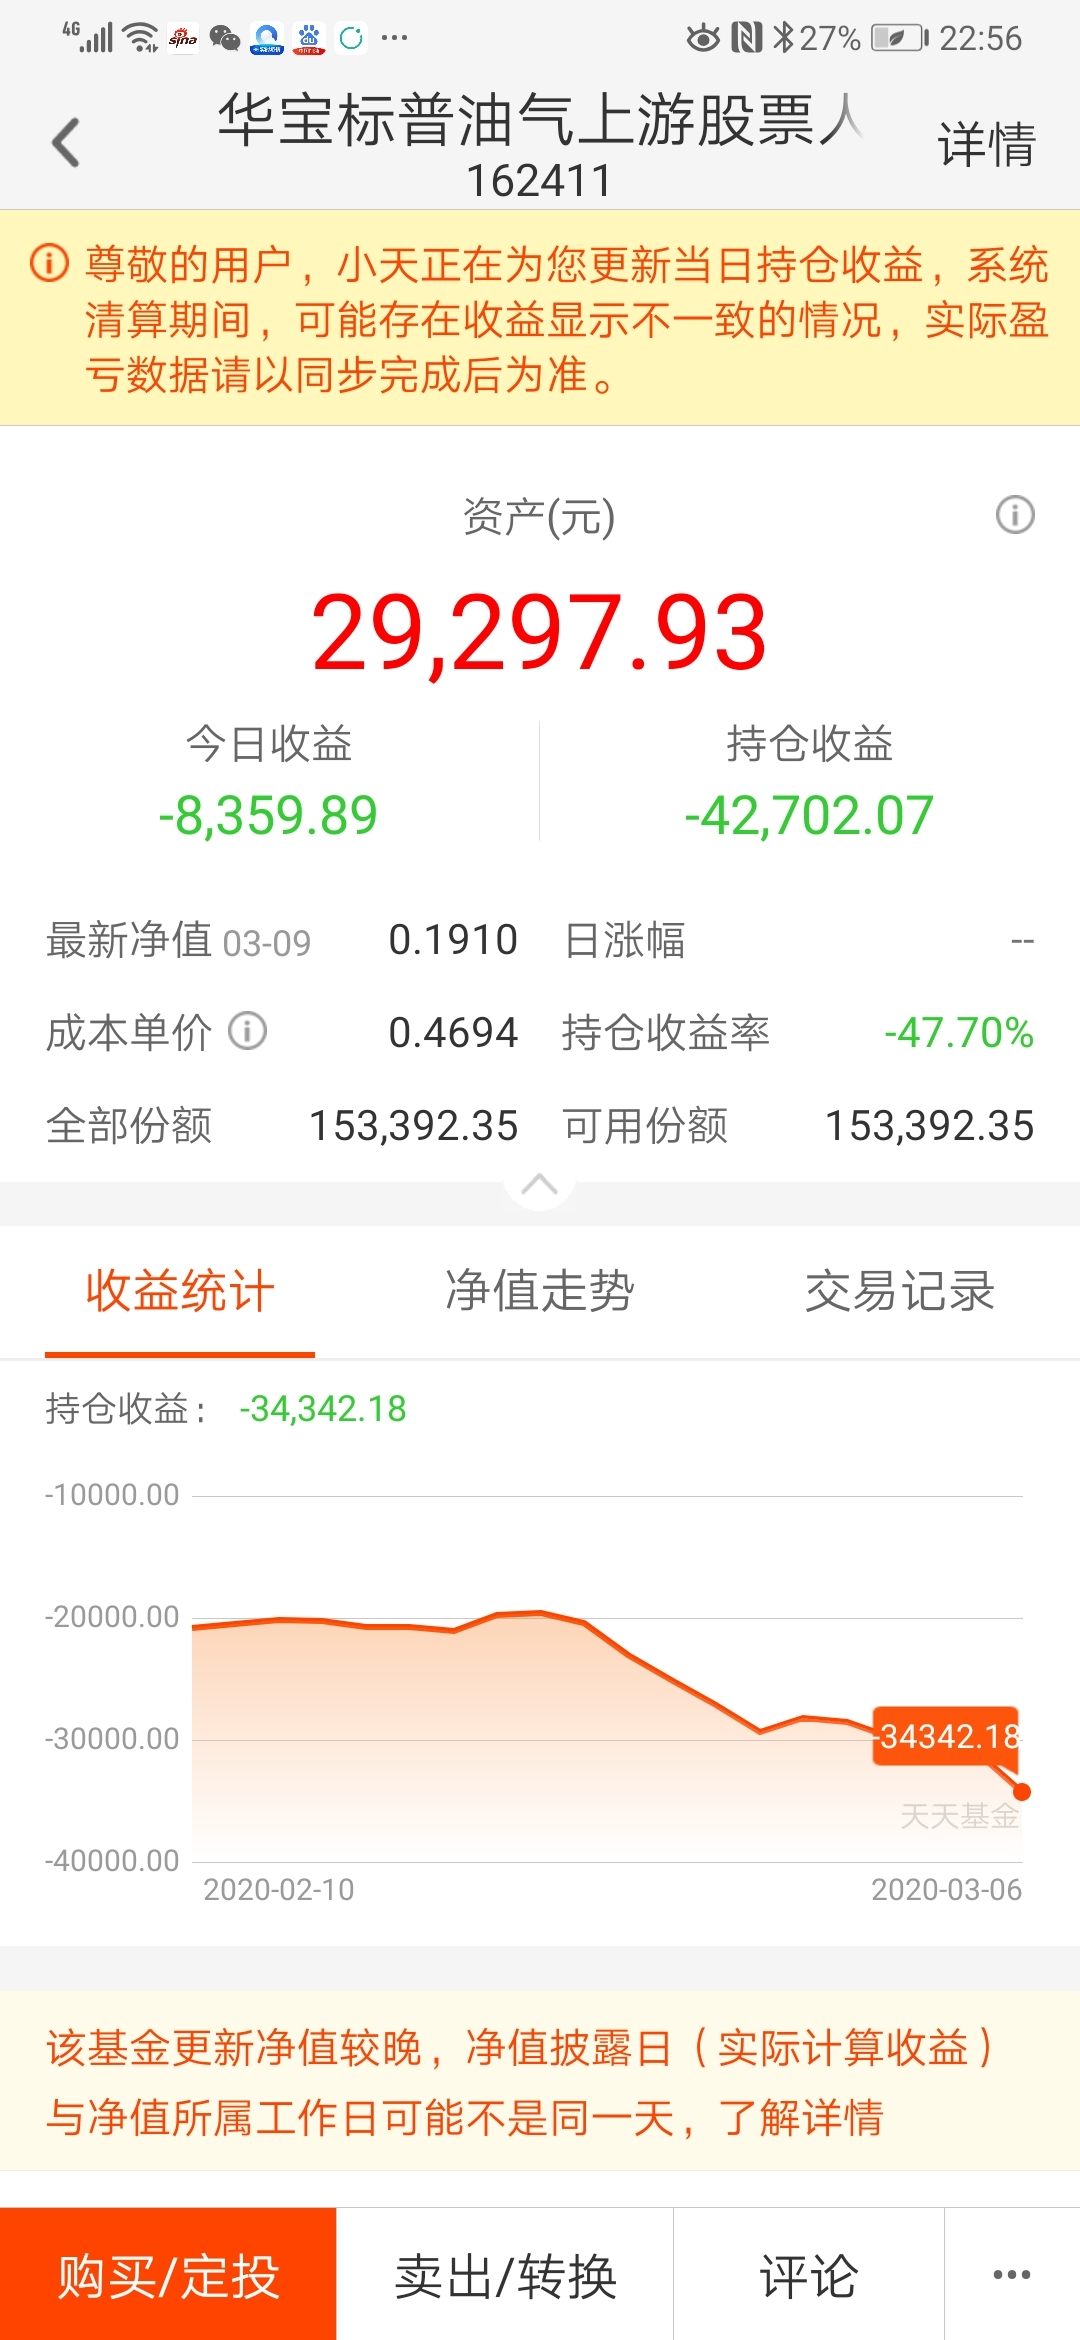 4G
27% 22:56
华宝标普油气上游股票人
162411
详情
尊敬的用户，小天正在为您更新当日持仓收益，系统
清算期间，可能存在收益显示不一致的情况，实际盈
亏数据请以同步完成后为准。
资产(元)
29,297.93
今日收益 持仓收益
-8,359.89 -42,702.07
最新净值 03-09 0.1910 日涨幅 --
成本单价 0.4694 持仓收益率 -47.70%
全部份额 153,392.35 可用份额 153,392.35
收益统计 净值走势 交易记录
持仓收益： -34,342.18
-10000.00
-20000.00
-30000.00
-34342.18
天天基金
-40000.00
2020-02-10 2020-03-06
该基金更新净值较晚，净值披露日（实际计算收益）
与净值所属工作日可能不是同一天，了解详情
购买/定投 卖出/转换 评论 ···